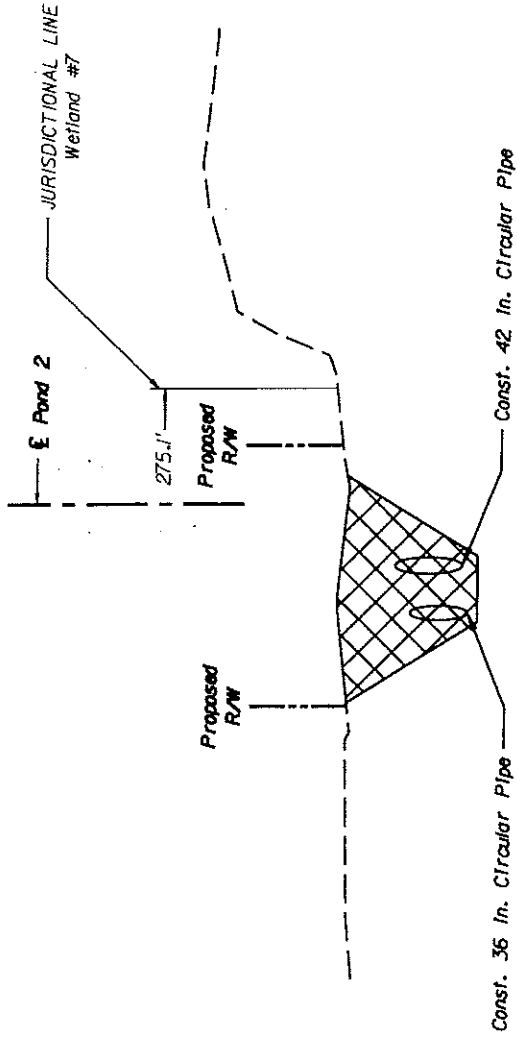 JURISDICTIONAL LINE
Wetland #7
℄ Pond 2
275.1'
Proposed
R/W
Proposed
R/W
Const. 42 In. Circular Pipe
Const. 36 In. Circular Pipe